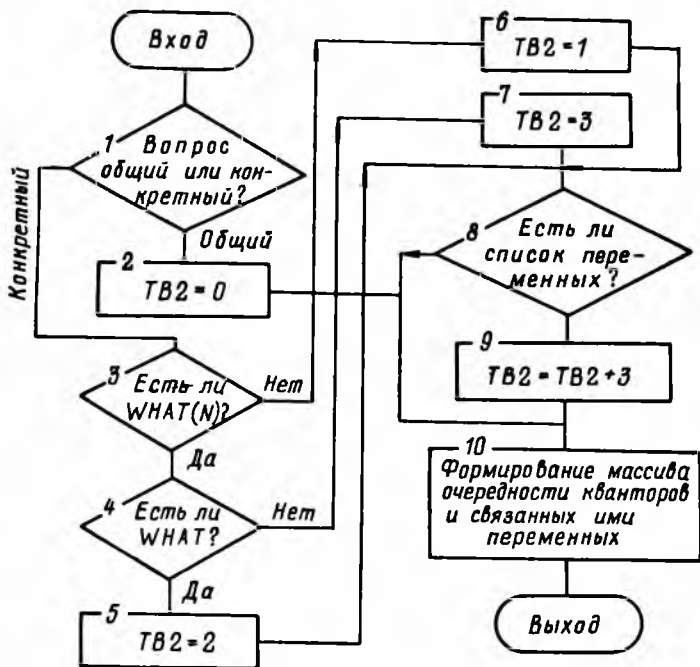 Вход
1 Вопрос
общий или кон-
кретный?
Конкретный
Общий
2
ТВ2 = 0
3
Есть ли
WHAT(N)?
Нет
Да
4
Есть ли
WHAT?
Нет
Да
5
ТВ2 = 2
6
ТВ2 = 1
7
ТВ2 = 3
8
Есть ли
список пере-
менных?
9
ТВ2 = ТВ2 + 3
10
Формирование массива
очередности кванторов
и связанных ими
переменных
Выход